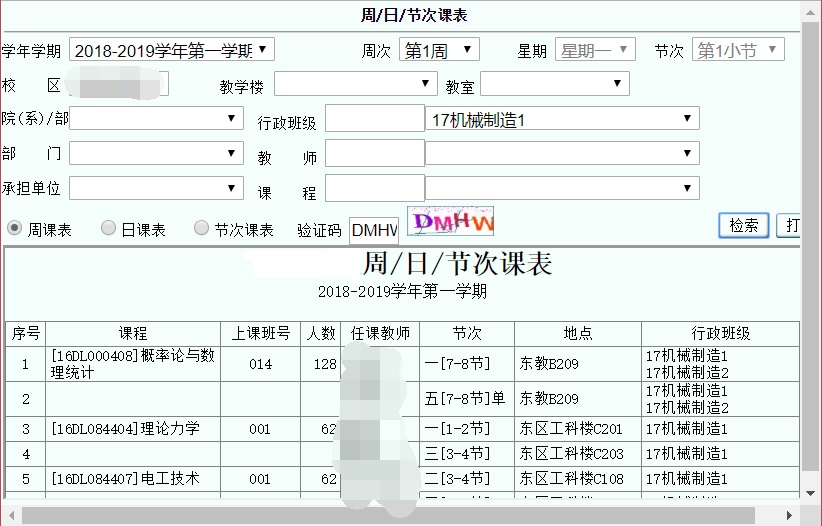 周/日/节次课表
学年学期 2018-2019学年第一学期 周次 第1周 星期 星期一 节次 第1小节
校 区 教学楼 教室
院(系)/部 行政班级 17机械制造1
部 门 教 师
承担单位 课 程
周课表 日课表 节次课表 验证码 DMHW DMHW 检索
周/日/节次课表
2018-2019学年第一学期
序号 课程 上课班号 人数 任课教师 节次 地点 行政班级
1 [16DL000408]概率论与数理统计 014 128 一[7-8节] 东教B209 17机械制造1
17机械制造2
2 五[7-8节]单 东教B209 17机械制造1
17机械制造2
3 [16DL084404]理论力学 001 62 一[1-2节] 东区工科楼C201 17机械制造1
4 三[3-4节] 东区工科楼C203 17机械制造1
5 [16DL084407]电工技术 001 62 二[3-4节] 东区工科楼C108 17机械制造1